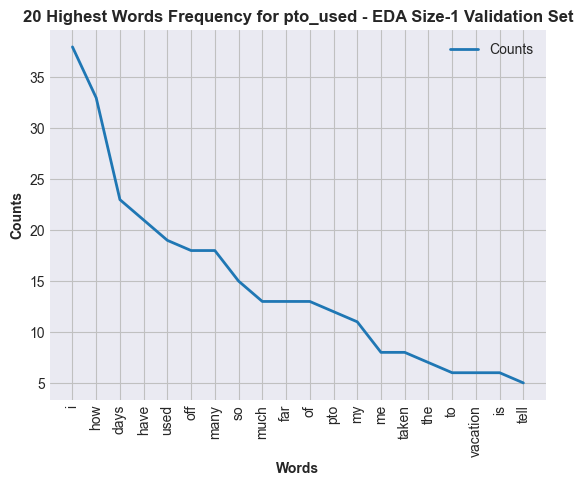 20 Highest Words Frequency for pto_used - EDA Size-1 Validation Set
Counts
Counts
35
30
25
20
15
10
5
i
how
days
have
used
off
many
so
much
far
of
pto
my
me
taken
the
to
vacation
is
tell
Words